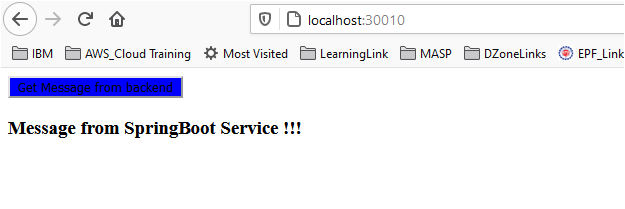 localhost:30010
IBM AWS_Cloud Training Most Visited LearningLink MASP DZoneLinks EPF_Link
Get Message from backend
Message from SpringBoot Service !!!